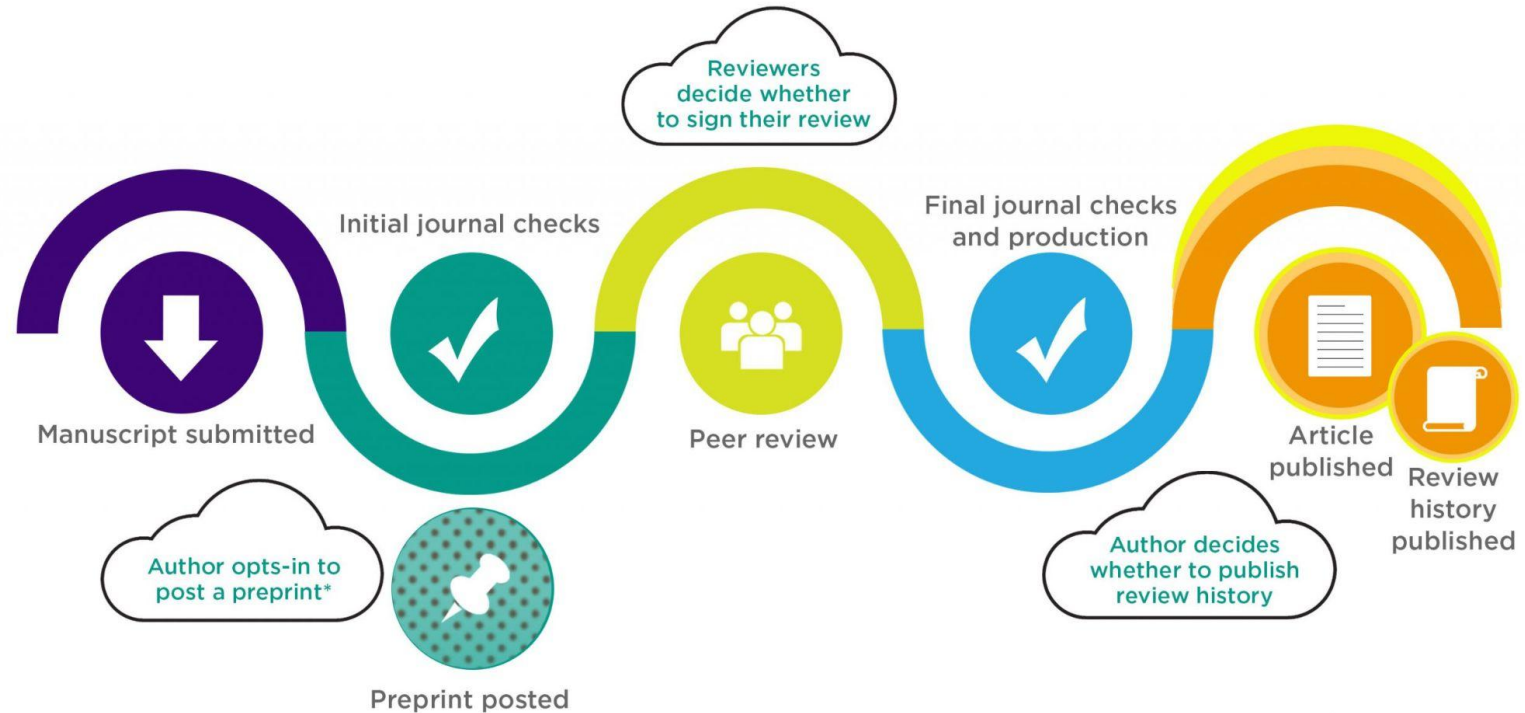 Reviewers
decide whether
to sign their review
Initial journal checks
Final journal checks
and production
Manuscript submitted
Peer review
Article
published
Review
history
published
Author opts-in to
post a preprint*
Author decides
whether to publish
review history
Preprint posted